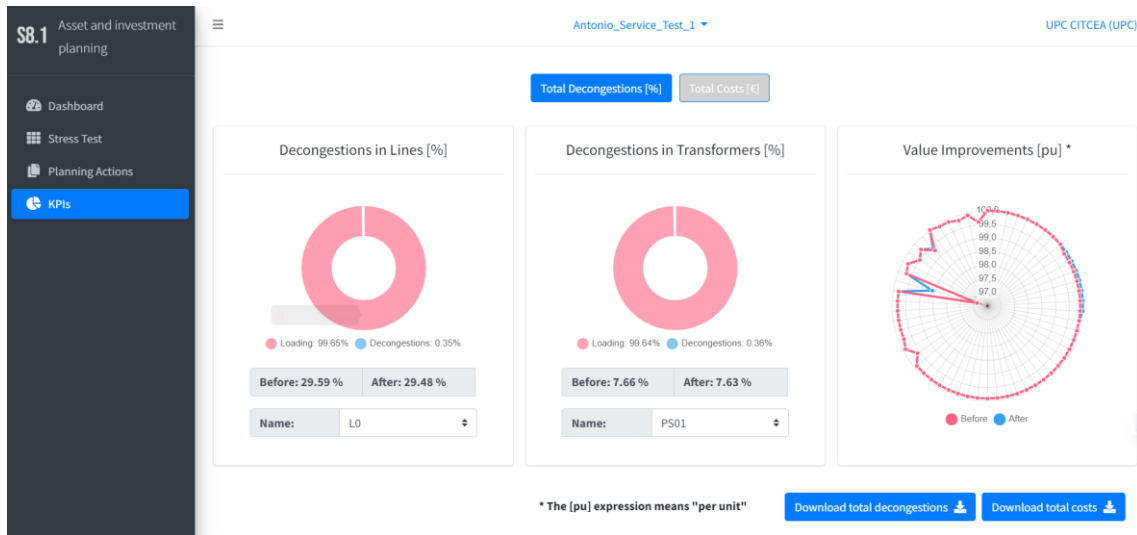 S8.1
Asset and investment
planning
Antonio_Service_Test_1
UPC CITCEA (UPC)
Dashboard
Stress Test
Planning Actions
KPIs
Total Decongestions [%]
Total Costs [€]
Decongestions in Lines [%]
Loading: 99.65%
Decongestions: 0.35%
Before: 29.59 %
After: 29.48 %
Name:
L0
Decongestions in Transformers [%]
Loading: 99.64%
Decongestions: 0.36%
Before: 7.66 %
After: 7.63 %
Name:
PS01
Value Improvements [pu] *
100,0
99,5
99,0
98,5
98,0
97,5
97,0
Before
After
* The [pu] expression means "per unit"
Download total decongestions
Download total costs